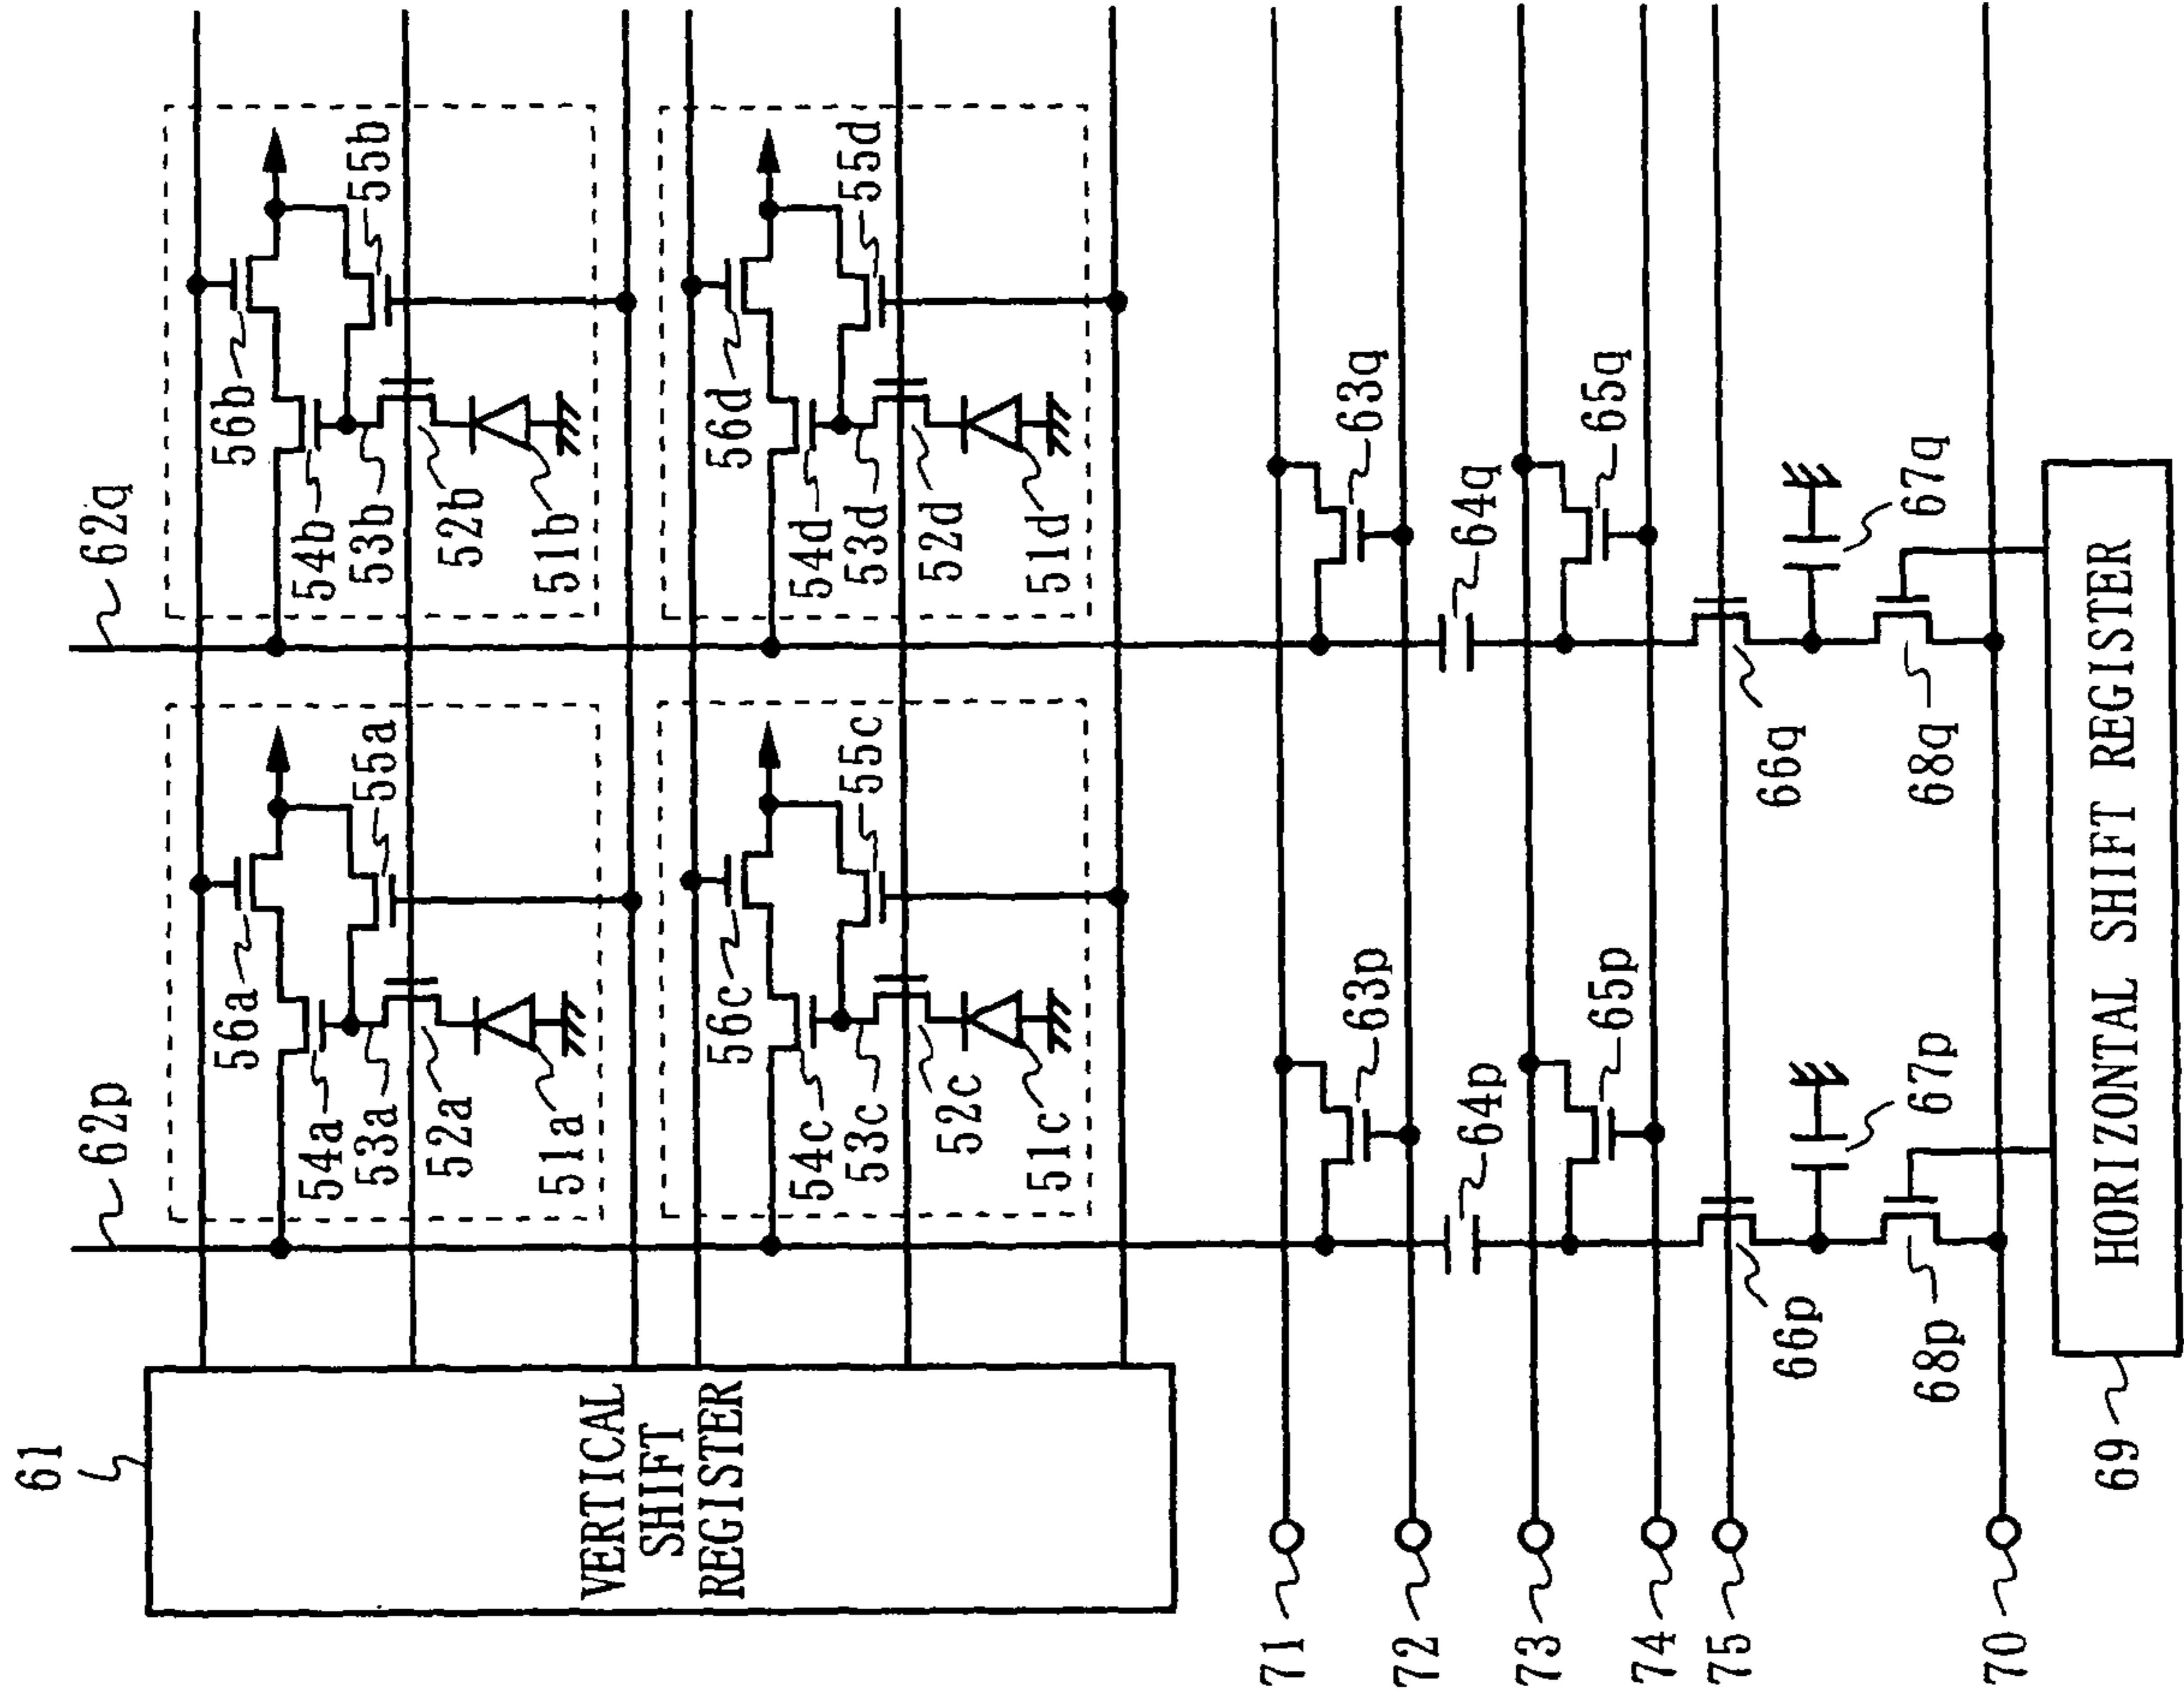 61
VERTICAL
SHIFT
REGISTER
62p
62q
56a
55a
54a
53a
52a
51a
56b
55b
54b
53b
52b
51b
56c
55c
54c
53c
52c
51c
56d
55d
54d
53d
52d
51d
71
63p
63q
72
64p
64q
73
65p
65q
74
75
66p
66q
67p
67q
68p
68q
70
HORIZONTAL SHIFT REGISTER
69